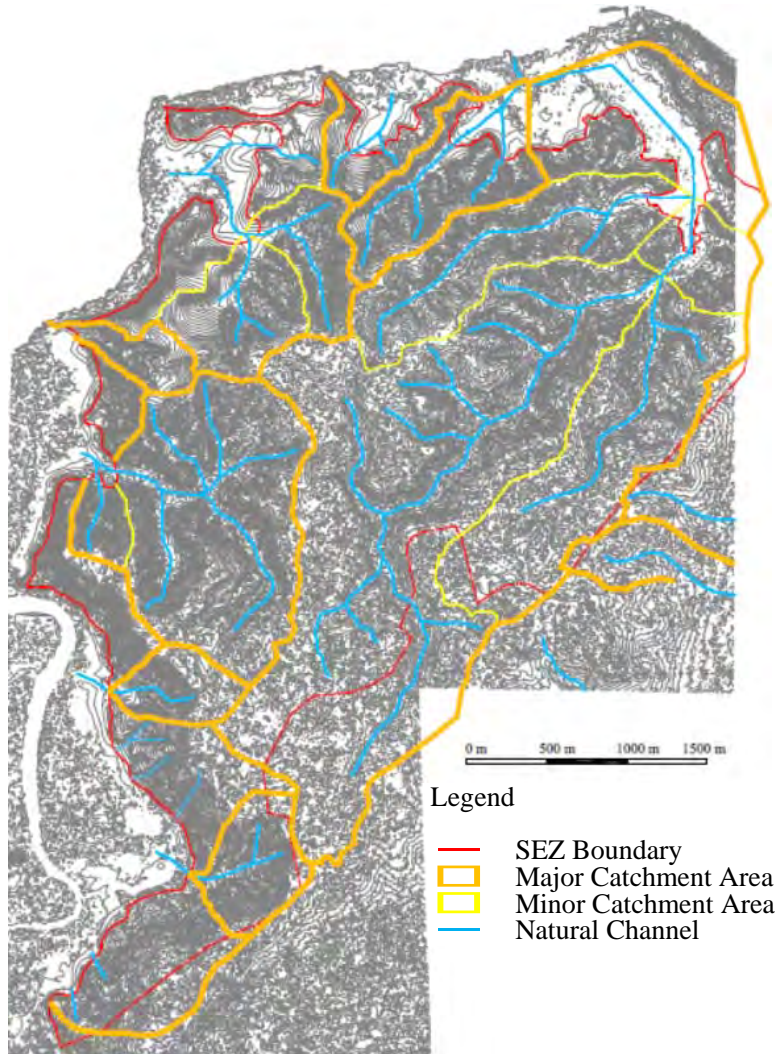 0 m 500 m 1000 m 1500 m
Legend
SEZ Boundary
Major Catchment Area
Minor Catchment Area
Natural Channel